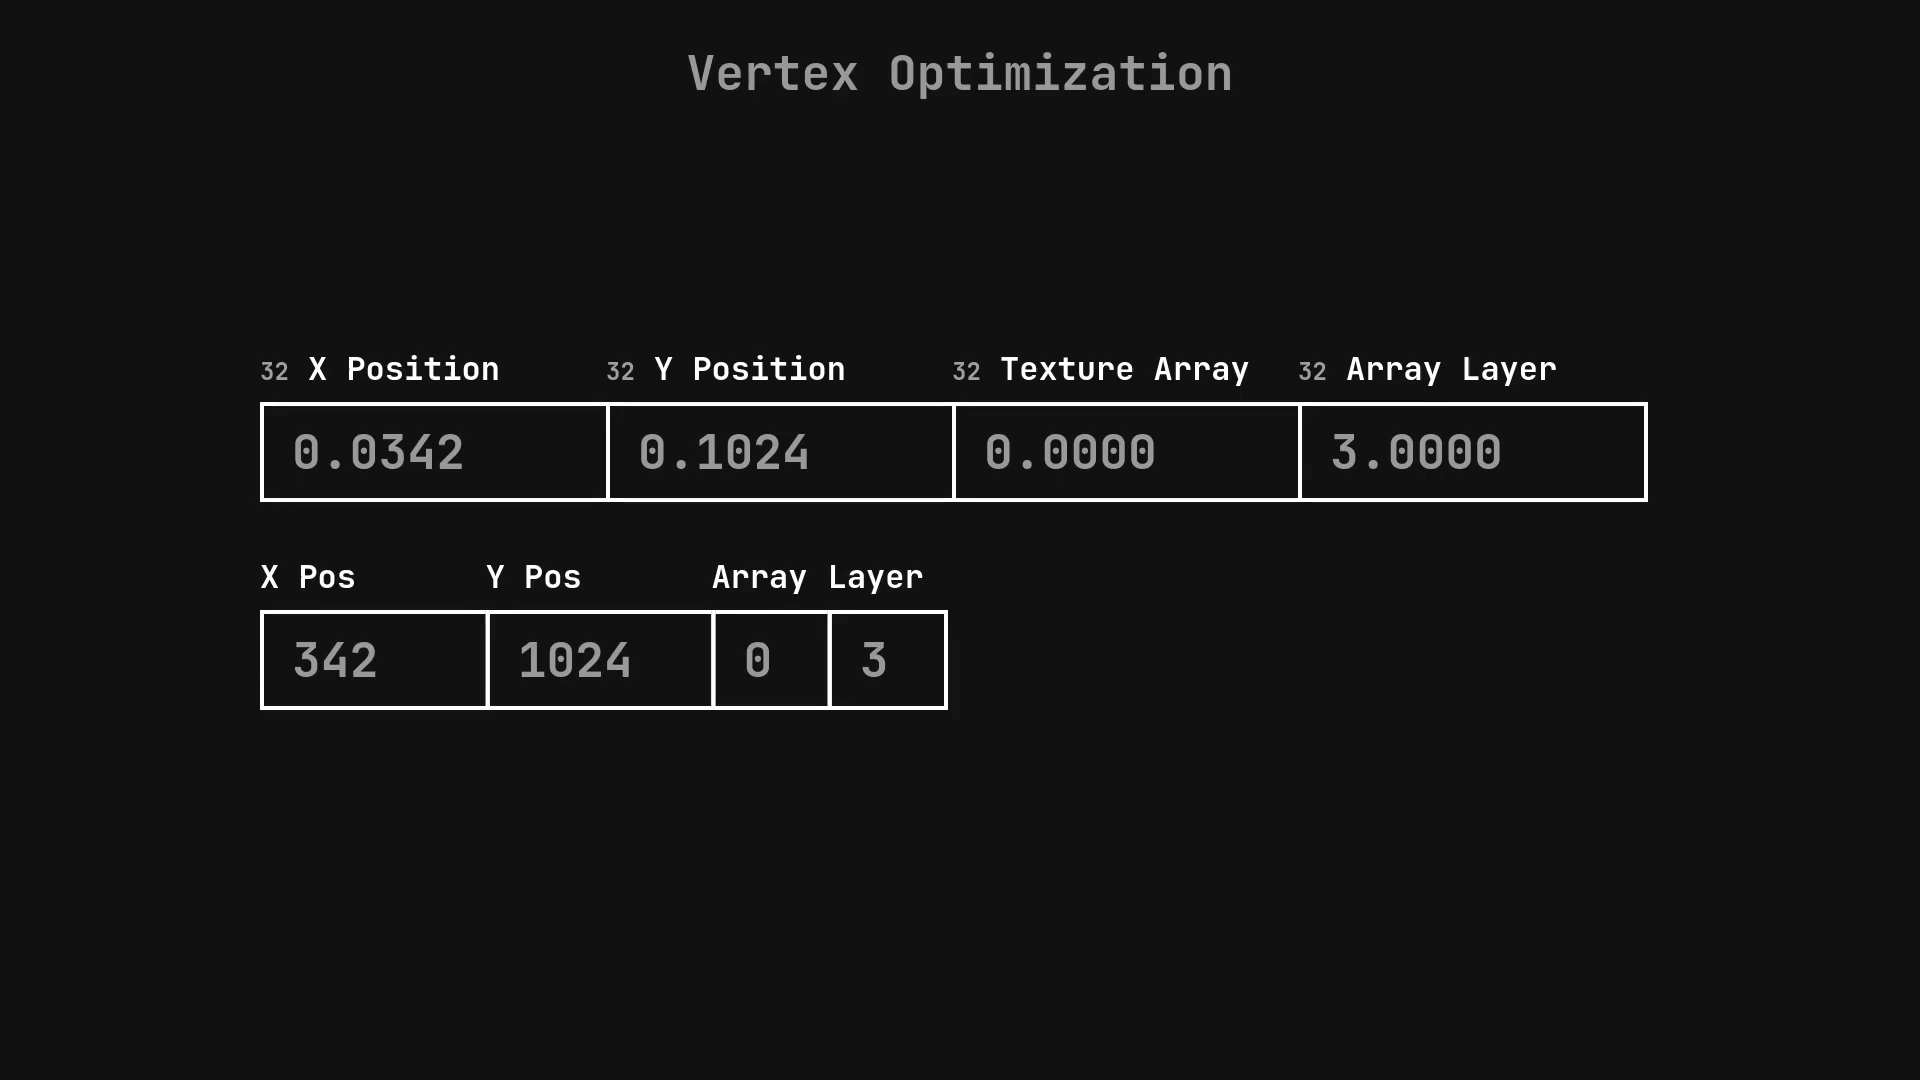 Vertex Optimization
32 X Position 32 Y Position 32 Texture Array 32 Array Layer
0.0342 0.1024 0.0000 3.0000
X Pos Y Pos Array Layer
342 1024 0 3